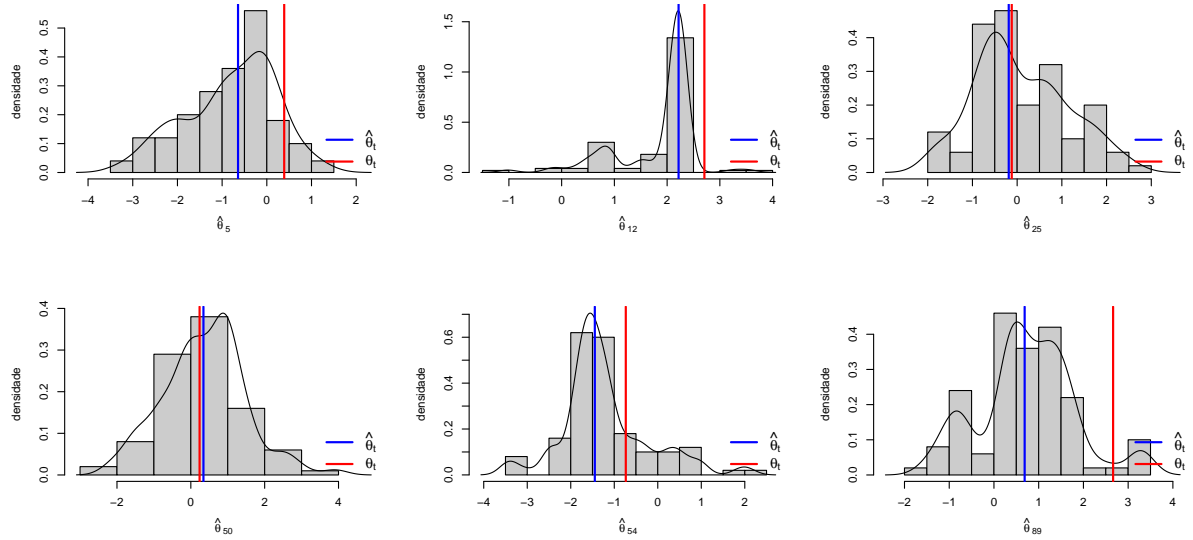 densidade
0.0 0.1 0.2 0.3 0.4 0.5
−4 −3 −2 −1 0 1 2
θ̂5
θ̂t
θt
densidade
0.0 0.5 1.0 1.5
−1 0 1 2 3 4
θ̂12
θ̂t
θt
densidade
0.0 0.1 0.2 0.3 0.4
−3 −2 −1 0 1 2 3
θ̂25
θ̂t
θt
densidade
0.0 0.1 0.2 0.3 0.4
−2 0 2 4
θ̂50
θ̂t
θt
densidade
0.0 0.2 0.4 0.6
−4 −3 −2 −1 0 1 2
θ̂54
θ̂t
θt
densidade
0.0 0.1 0.2 0.3 0.4
−2 −1 0 1 2 3 4
θ̂89
θ̂t
θt